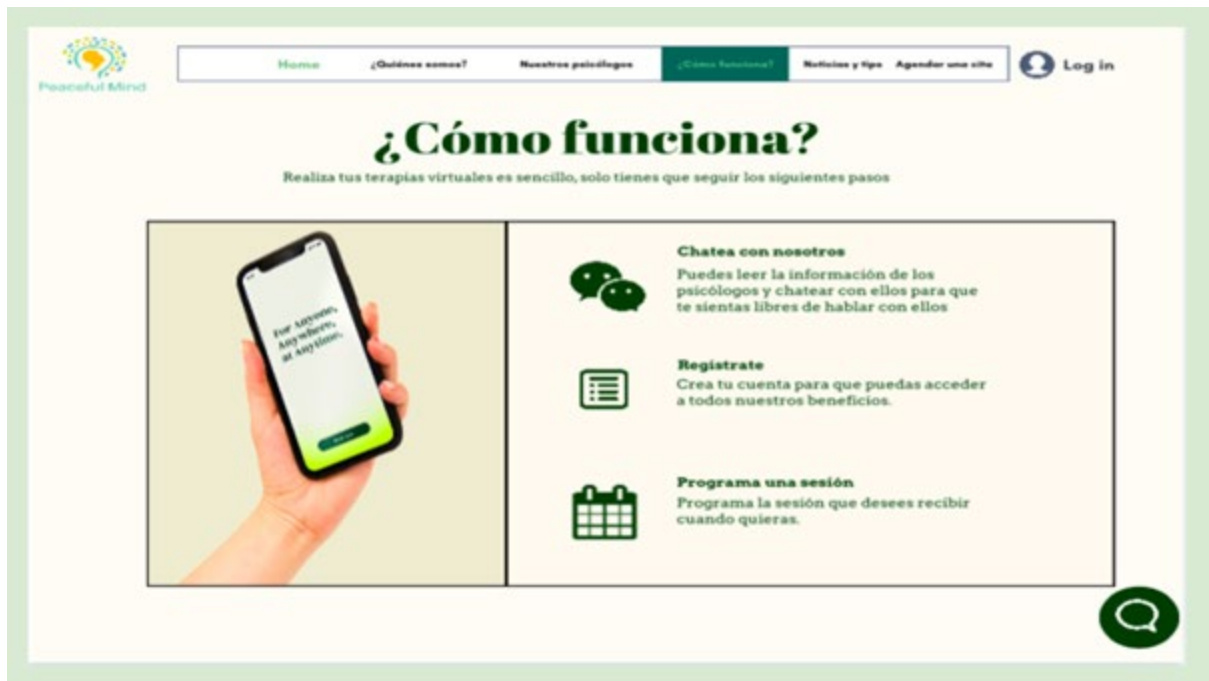 Peaceful Mind
Home ¿Quiénes somos? Nuestros psicólogos ¿Cómo funciona? Noticias y tips Agendar una cita Log in
¿Cómo funciona?
Realiza tus terapias virtuales es sencillo, solo tienes que seguir los siguientes pasos
For Anyone,
Anywhere,
at Anytime.
Chatea con nosotros
Puedes leer la información de los
psicólogos y chatear con ellos para que
te sientas libres de hablar con ellos
Registrate
Crea tu cuenta para que puedas acceder
a todos nuestros beneficios.
Programa una sesión
Programa la sesión que desees recibir
cuando quieras.